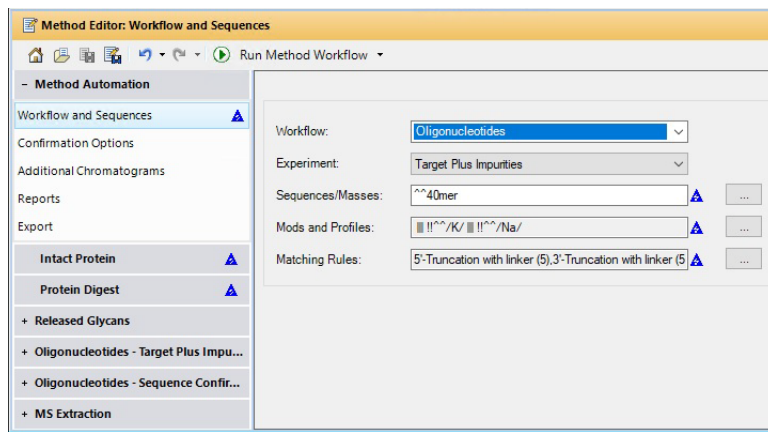 Method Editor: Workflow and Sequences
Run Method Workflow
− Method Automation
Workflow and Sequences
Confirmation Options
Additional Chromatograms
Reports
Export
Intact Protein
Protein Digest
+ Released Glycans
+ Oligonucleotides - Target Plus Impu...
+ Oligonucleotides - Sequence Confir...
+ MS Extraction
Workflow: Oligonucleotides
Experiment: Target Plus Impurities
Sequences/Masses: ^^40mer ...
Mods and Profiles: !!^^/K/ !!^^/Na/ ...
Matching Rules: 5'-Truncation with linker (5),3'-Truncation with linker (5 ...